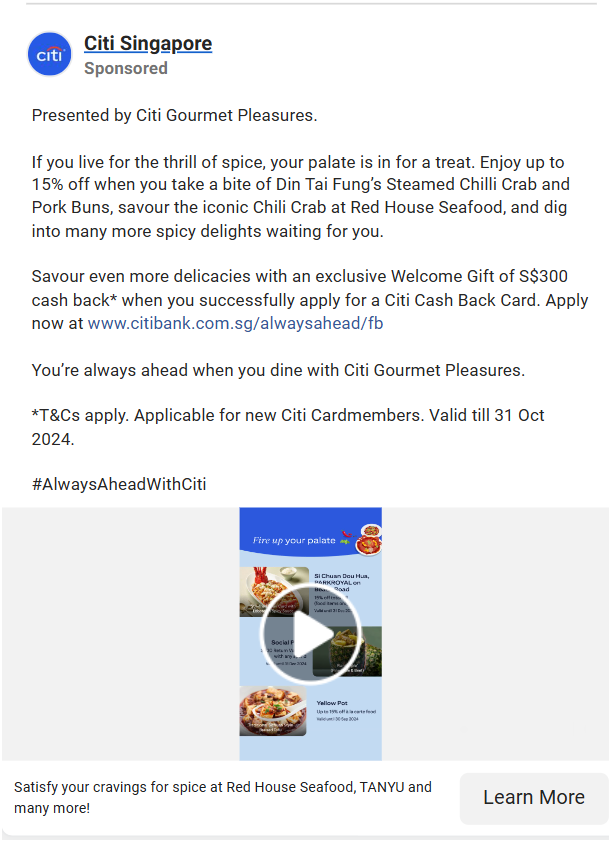 citi
Citi Singapore
Sponsored
Presented by Citi Gourmet Pleasures.
If you live for the thrill of spice, your palate is in for a treat. Enjoy up to
15% off when you take a bite of Din Tai Fung’s Steamed Chilli Crab and
Pork Buns, savour the iconic Chili Crab at Red House Seafood, and dig
into many more spicy delights waiting for you.
Savour even more delicacies with an exclusive Welcome Gift of S$300
cash back* when you successfully apply for a Citi Cash Back Card. Apply
now at www.citibank.com.sg/alwaysahead/fb
You’re always ahead when you dine with Citi Gourmet Pleasures.
*T&Cs apply. Applicable for new Citi Cardmembers. Valid till 31 Oct
2024.
#AlwaysAheadWithCiti
Fire up your palate
Si Chuan Dou Hua,
PARKROYAL on
Road
Social
Yellow Pot
Up to 15% off à la carte food
Valid until 30 Sep 2024
Satisfy your cravings for spice at Red House Seafood, TANYU and
many more!
Learn More